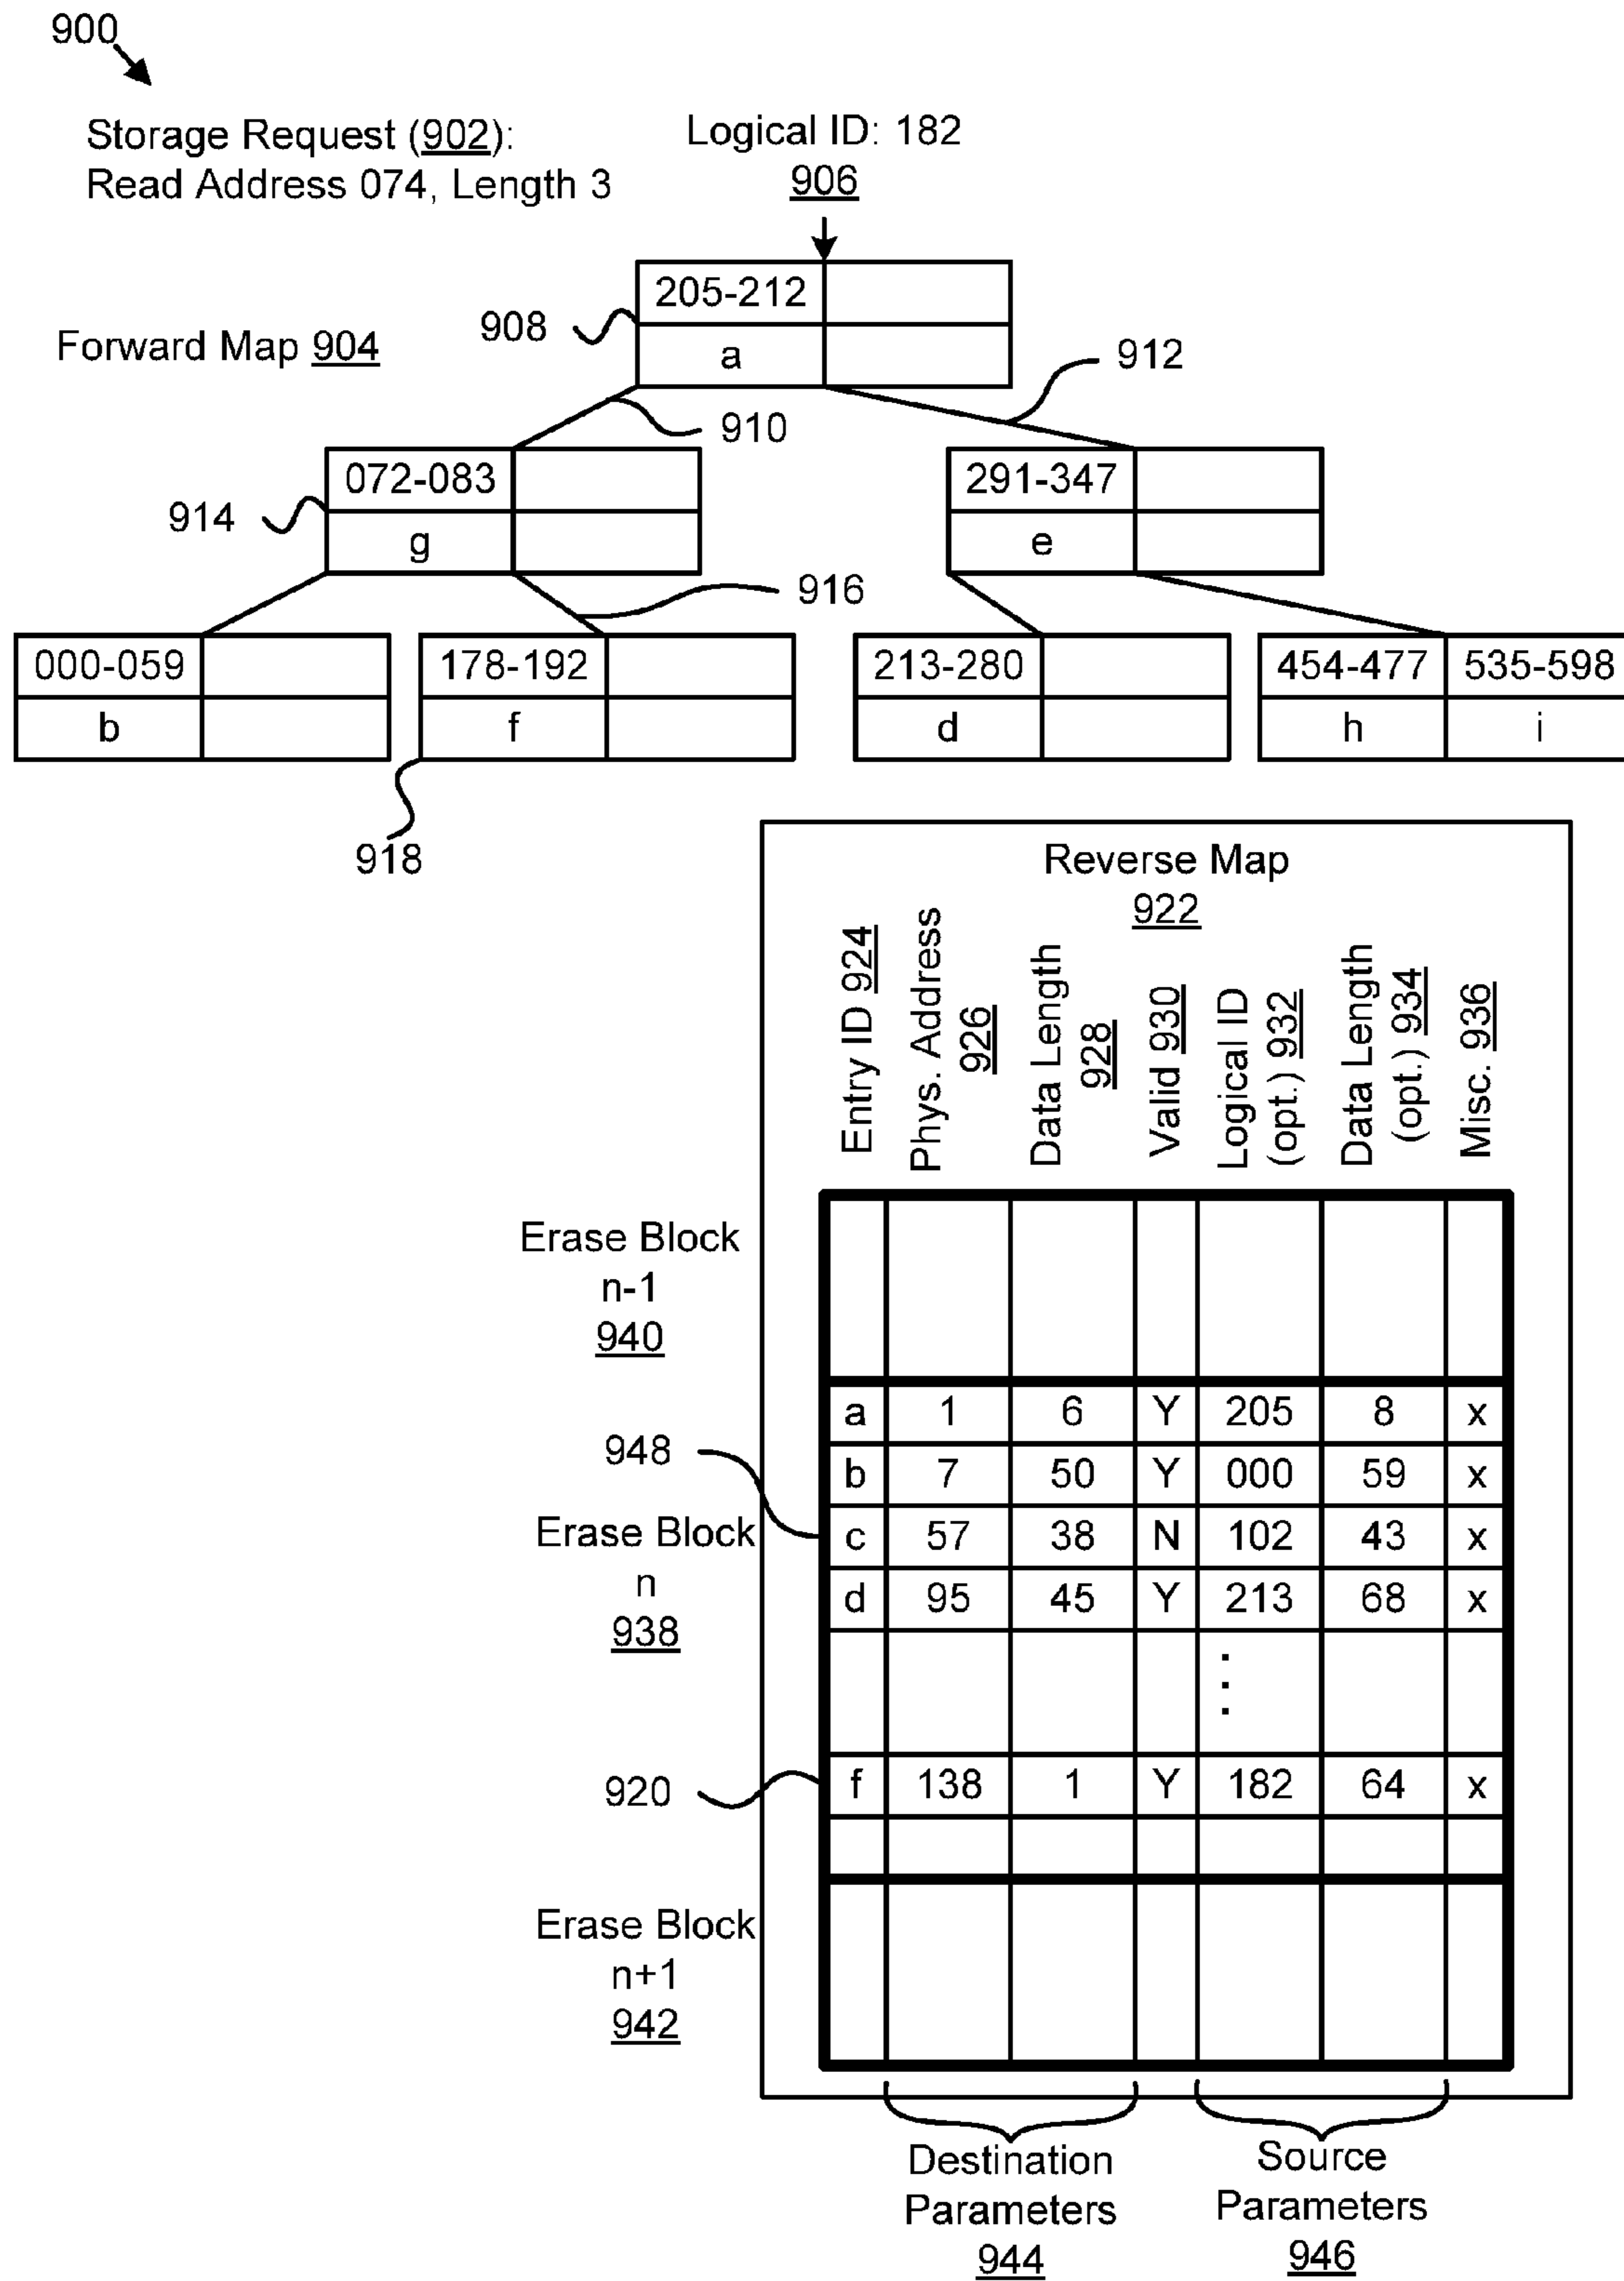 900
Storage Request (902):
Read Address 074, Length 3
Logical ID: 182
906
Forward Map 904
908
205-212
a
912
910
914
072-083
g
291-347
e
916
000-059
b
178-192
f
213-280
d
454-477 535-598
h i
918
Reverse Map
922
Entry ID 924
Phys. Address
926
Data Length
928
Valid 930
Logical ID
(opt.) 932
Data Length
(opt.) 934
Misc. 936
Erase Block
n-1
940
a 1 6 Y 205 8 x
948
b 7 50 Y 000 59 x
Erase Block
n
938
c 57 38 N 102 43 x
d 95 45 Y 213 68 x
⋮
920
f 138 1 Y 182 64 x
Erase Block
n+1
942
Destination
Parameters
944
Source
Parameters
946